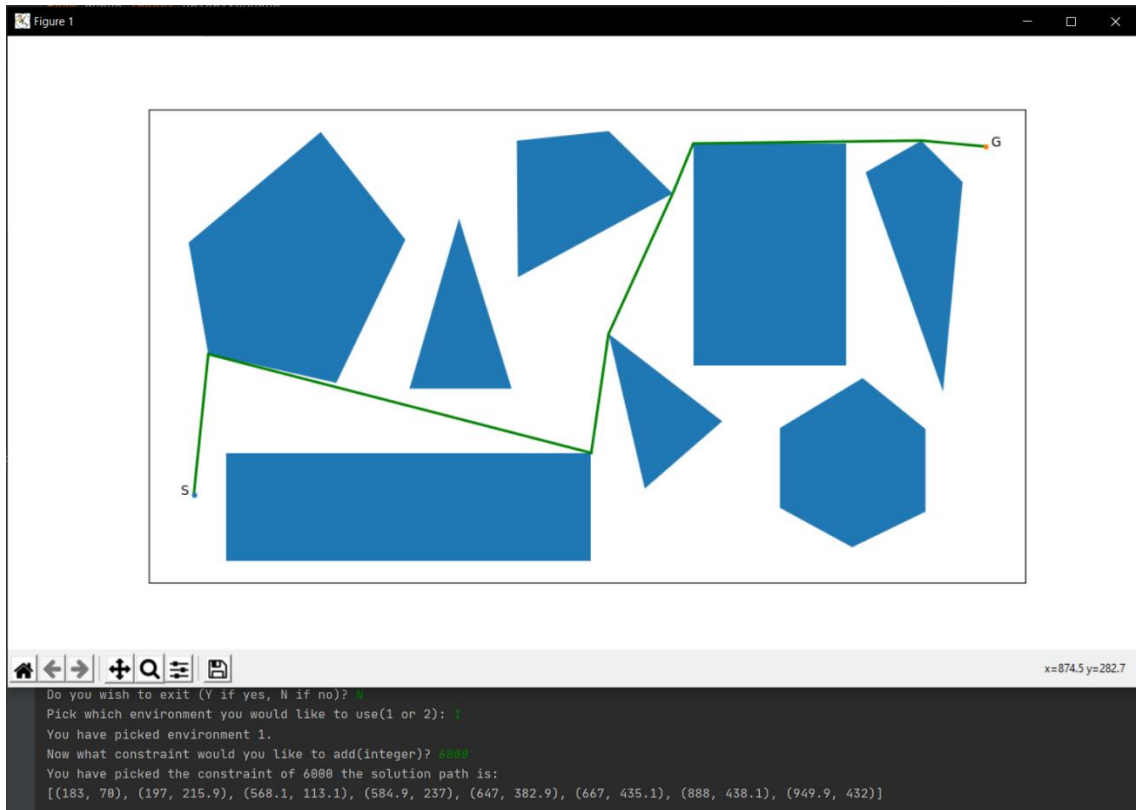 Figure 1
G
S
x=874.5 y=282.7
Do you wish to exit (Y if yes, N if no)? N
Pick which environment you would like to use(1 or 2): 1
You have picked environment 1.
Now what constraint would you like to add(integer)? 6000
You have picked the constraint of 6000 the solution path is:
[(183, 70), (197, 215.9), (568.1, 113.1), (584.9, 237), (647, 382.9), (667, 435.1), (888, 438.1), (949.9, 432)]